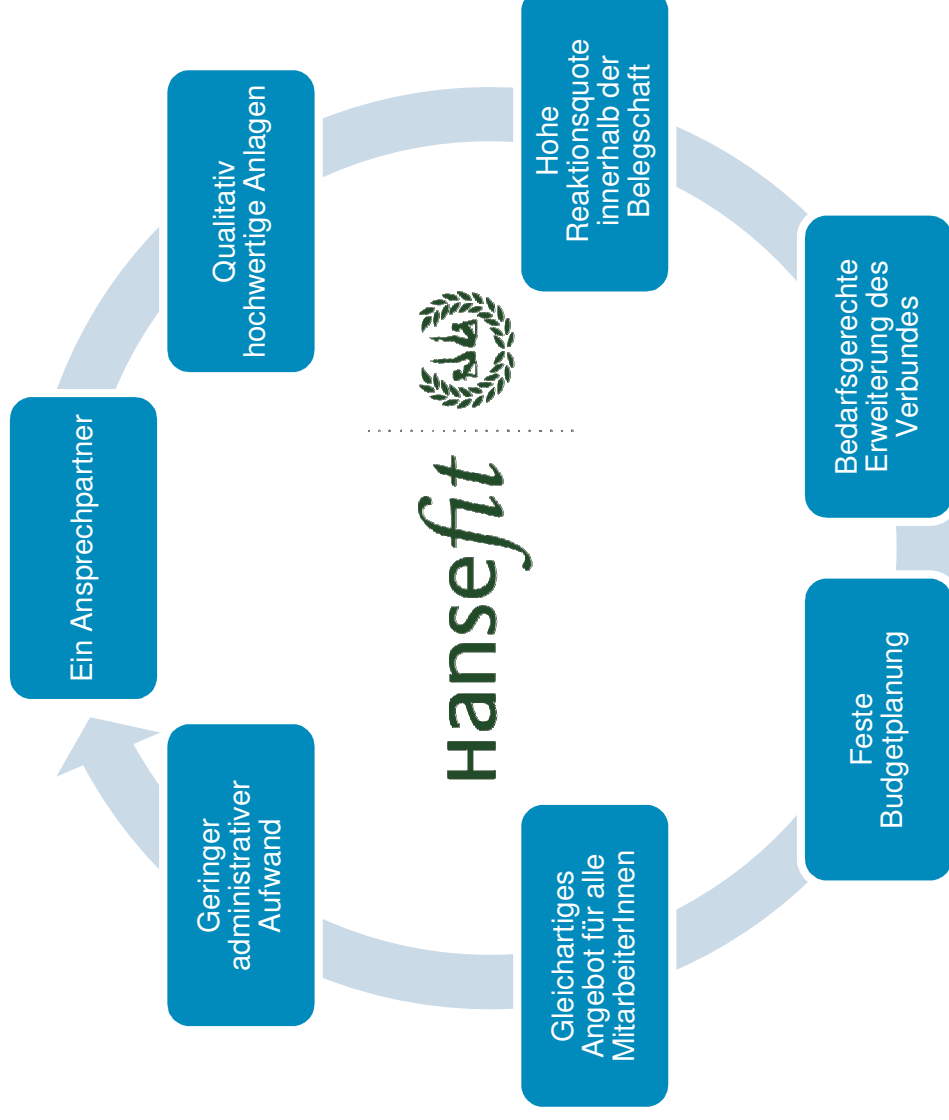 Ein Ansprechpartner
Qualitativ
hochwertige Anlagen
Hohe
Reaktionsquote
innerhalb der
Belegschaft
Bedarfsgerechte
Erweiterung des
Verbundes
Feste
Budgetplanung
Gleichartiges
Angebot für alle
MitarbeiterInnen
Geringer
administrativer
Aufwand
Hansefit